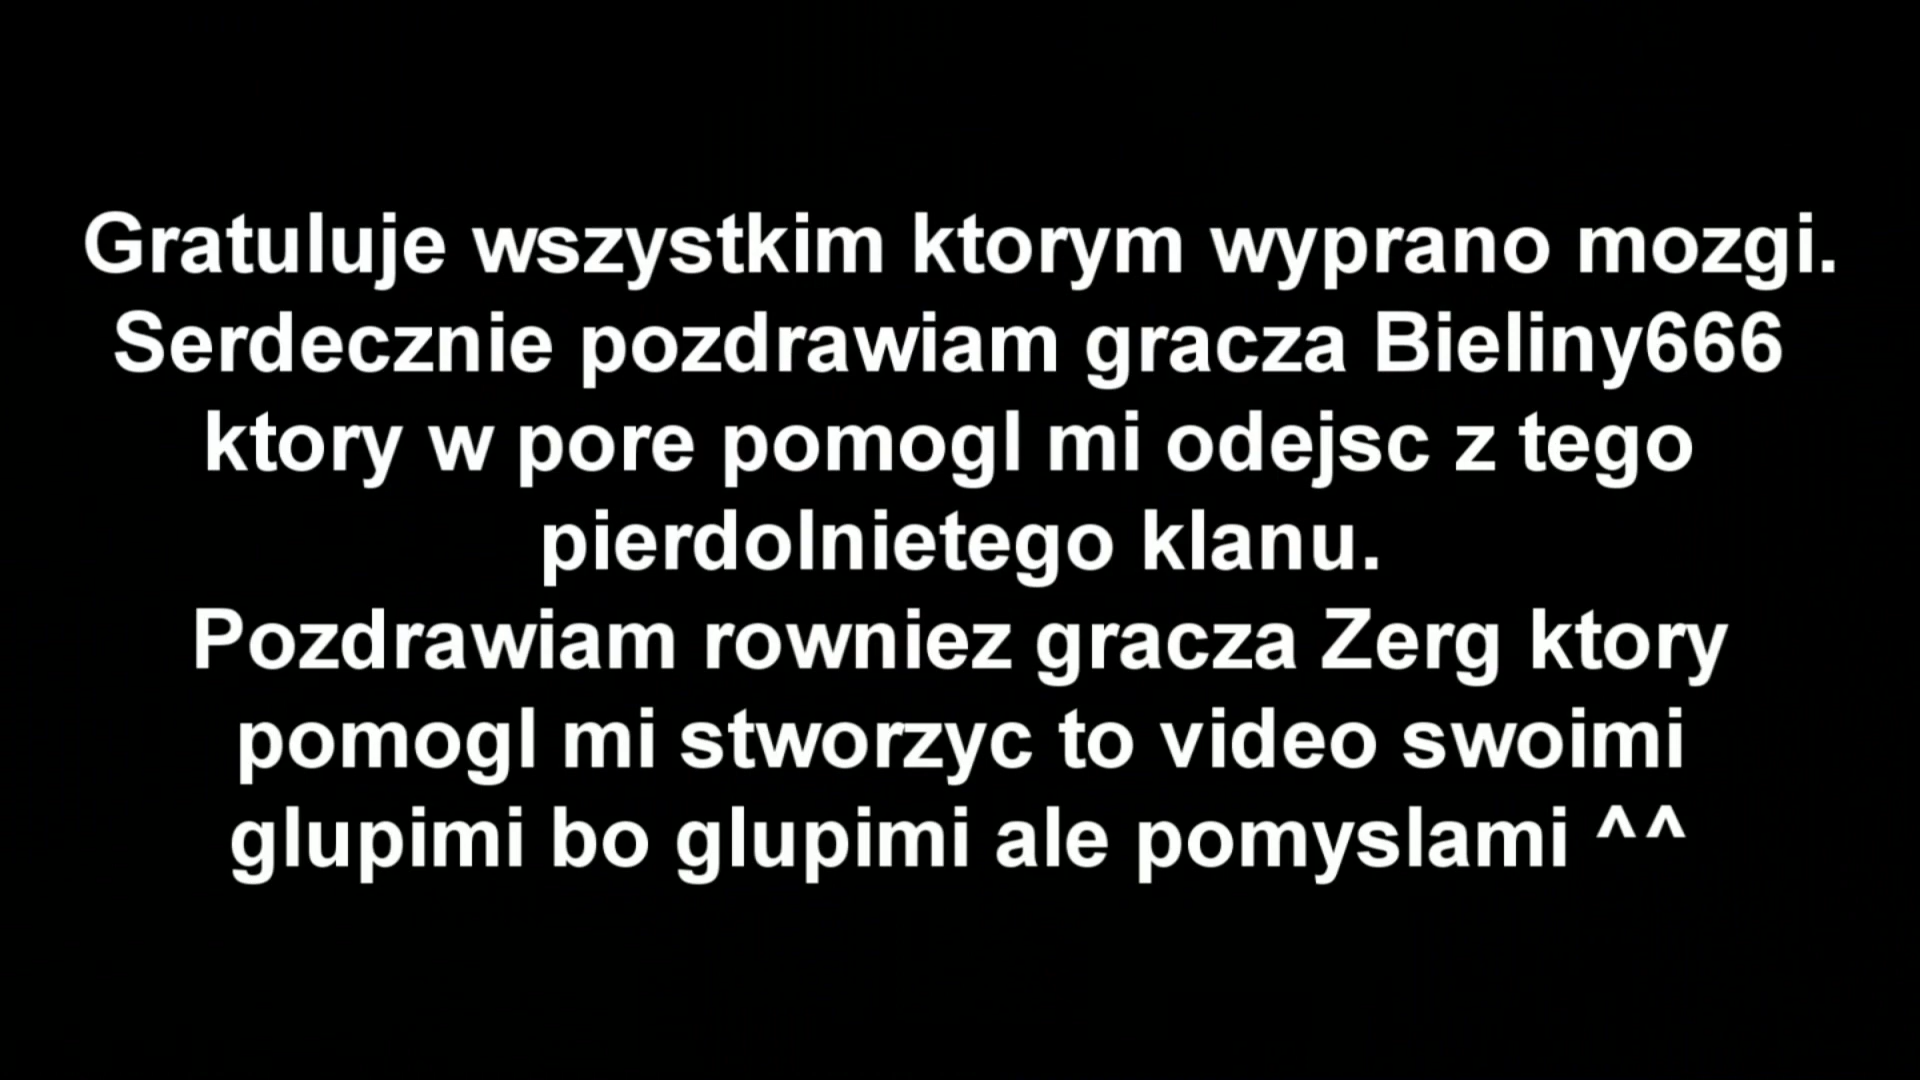 Gratuluje wszystkim ktorym wyprano mozgi.
Serdecznie pozdrawiam gracza Bieliny666
ktory w pore pomogl mi odejsc z tego
pierdolnietego klanu.
Pozdrawiam rowniez gracza Zerg ktory
pomogl mi stworzyc to video swoimi
glupimi bo glupimi ale pomyslami ^^